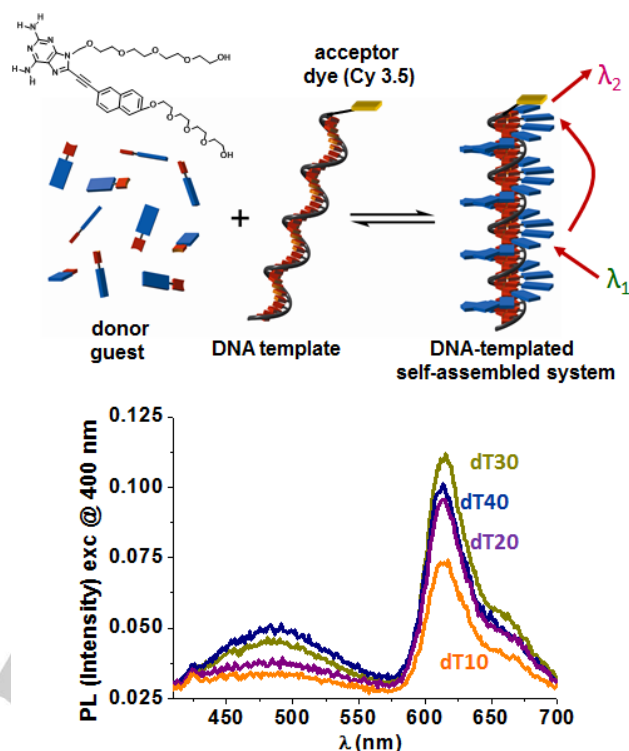 H
N-H
N
N
N
O
O
O
O
OH
H-N
N
N
H
O
O
O
O
OH
acceptor
dye (Cy 3.5)
λ2
+
λ1
donor
guest
DNA template
DNA-templated
self-assembled system
0.125
0.100
0.075
0.050
0.025
PL (Intensity) exc @ 400 nm
dT30
dT40
dT20
dT10
450
500
550
600
650
700
λ (nm)